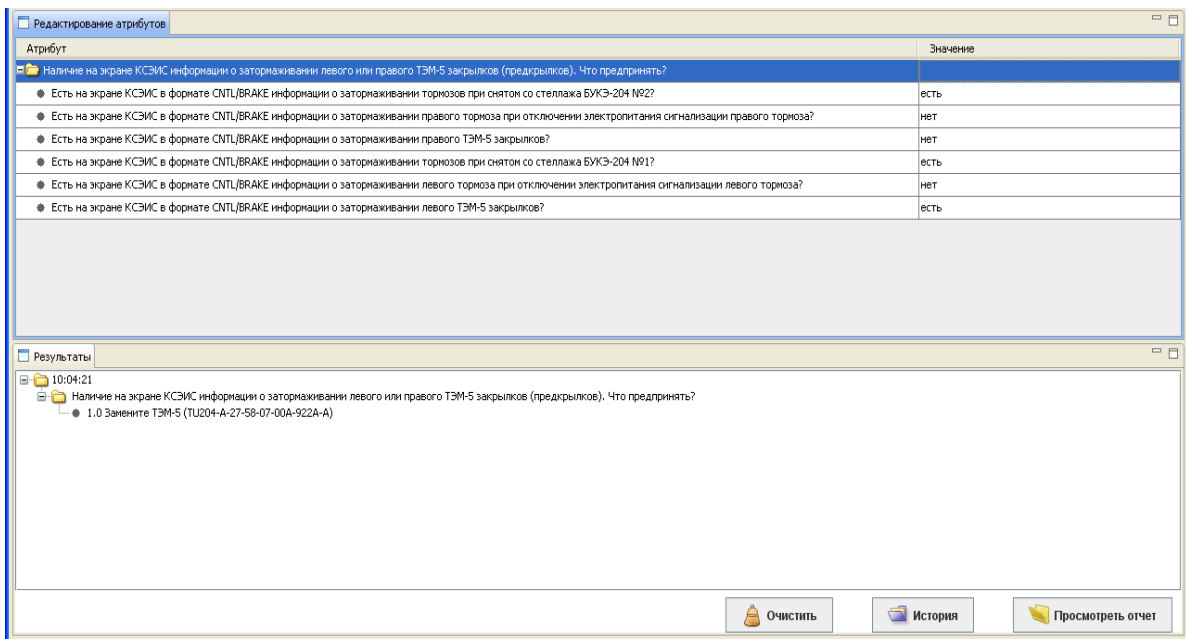 Редактирование атрибутов
Атрибут Значение
Наличие на экране КСЭИС информации о затормаживании левого или правого ТЭМ-5 закрылков (предкрылков). Что предпринять?
Есть на экране КСЭИС в формате CNTL/BRAKE информации о затормаживании тормозов при снятом со стеллажа БУКЭ-204 №2? есть
Есть на экране КСЭИС в формате CNTL/BRAKE информации о затормаживании правого тормоза при отключении электропитания сигнализации правого тормоза? нет
Есть на экране КСЭИС в формате CNTL/BRAKE информации о затормаживании правого ТЭМ-5 закрылков? нет
Есть на экране КСЭИС в формате CNTL/BRAKE информации о затормаживании тормозов при снятом со стеллажа БУКЭ-204 №1? есть
Есть на экране КСЭИС в формате CNTL/BRAKE информации о затормаживании левого тормоза при отключении электропитания сигнализации левого тормоза? нет
Есть на экране КСЭИС в формате CNTL/BRAKE информации о затормаживании левого ТЭМ-5 закрылков? есть
Результаты
10:04:21
Наличие на экране КСЭИС информации о затормаживании левого или правого ТЭМ-5 закрылков (предкрылков). Что предпринять?
1.0 Замените ТЭМ-5 (TU204-A-27-58-07-00A-922A-A)
Очистить История Просмотреть отчет